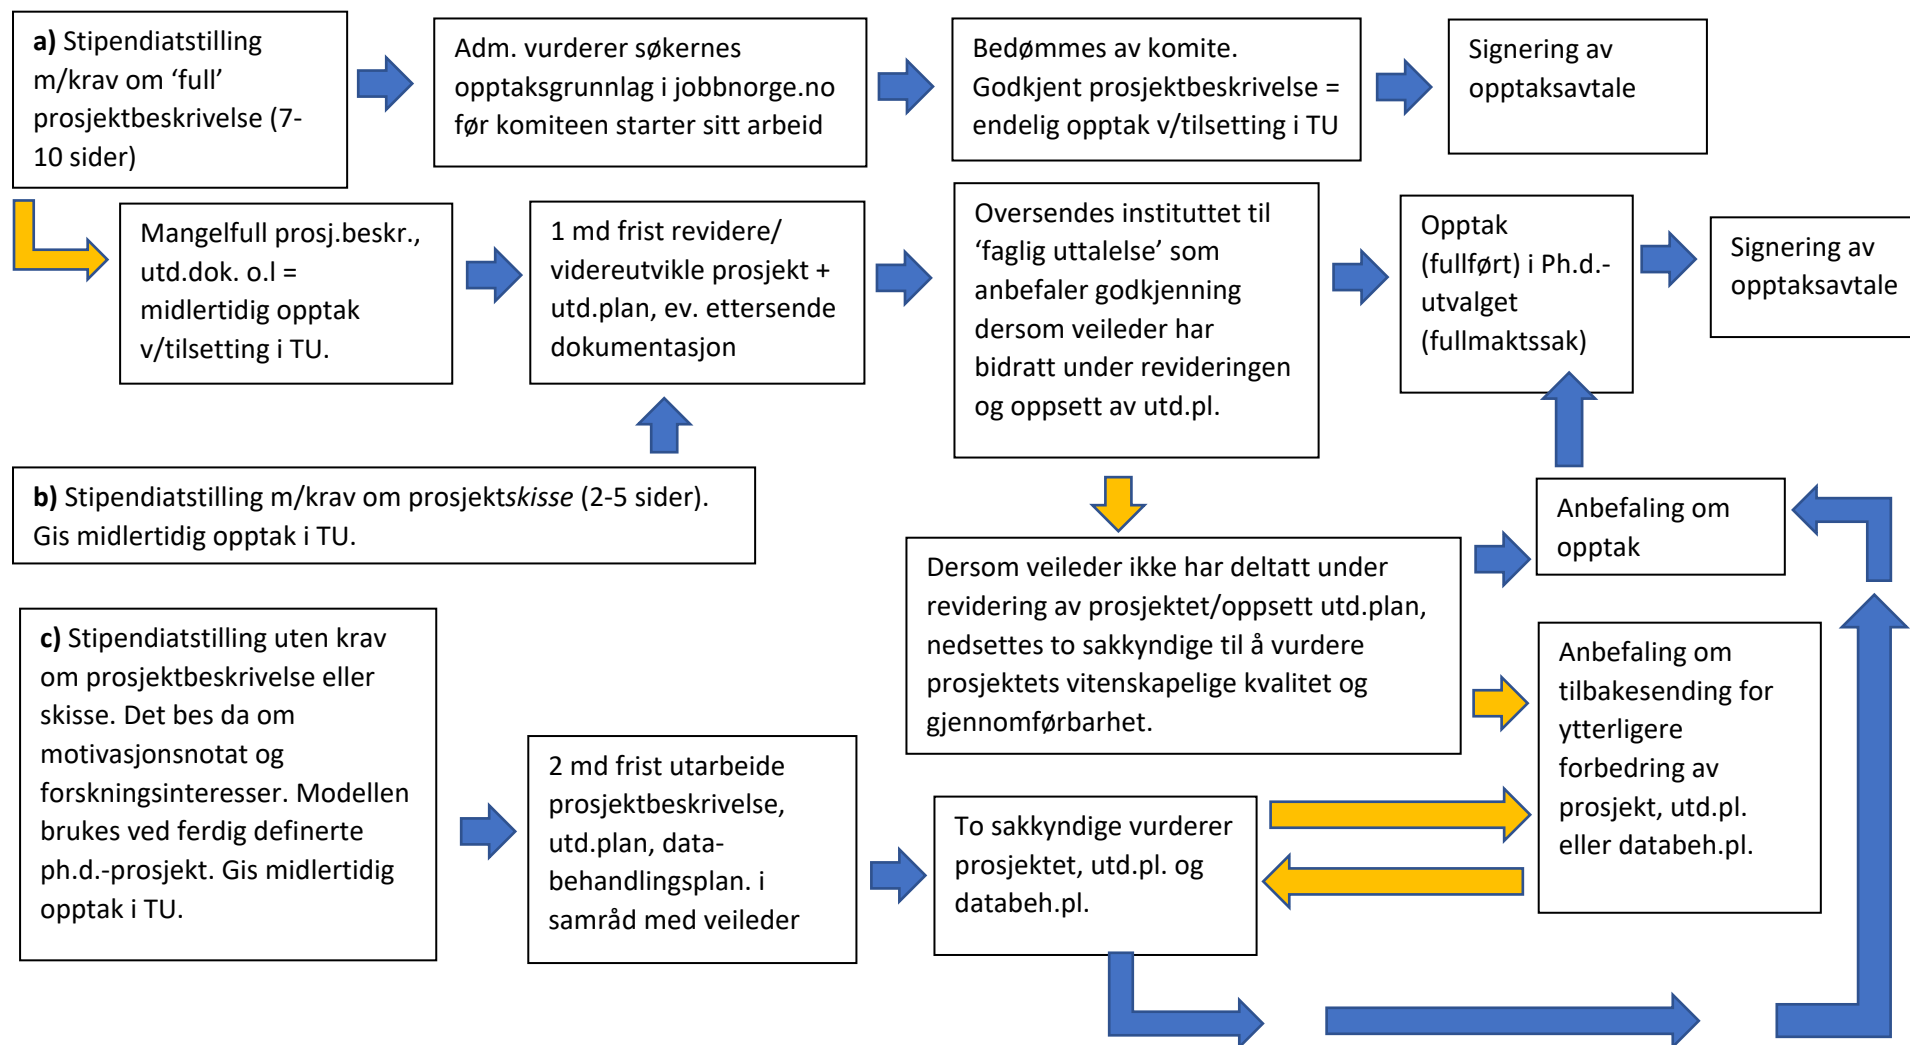 a) Stipendiatstilling
m/krav om ‘full’
prosjektbeskrivelse (7-
10 sider)
Adm. vurderer søkernes
opptaksgrunnlag i jobbnorge.no
før komiteen starter sitt arbeid
Bedømmes av komite.
Godkjent prosjektbeskrivelse =
endelig opptak v/tilsetting i TU
Signering av
opptaksavtale
Mangelfull prosj.beskr.,
utd.dok. o.l =
midlertidig opptak
v/tilsetting i TU.
1 md frist revidere/
videreutvikle prosjekt +
utd.plan, ev. ettersende
dokumentasjon
Oversendes instituttet til
‘faglig uttalelse’ som
anbefaler godkjenning
dersom veileder har
bidratt under revideringen
og oppsett av utd.pl.
Opptak
(fullført) i Ph.d.-
utvalget
(fullmaktssak)
Signering av
opptaksavtale
b) Stipendiatstilling m/krav om prosjektskisse (2-5 sider).
Gis midlertidig opptak i TU.
Anbefaling om
opptak
Dersom veileder ikke har deltatt under
revidering av prosjektet/oppsett utd.plan,
nedsettes to sakkyndige til å vurdere
prosjektets vitenskapelige kvalitet og
gjennomførbarhet.
c) Stipendiatstilling uten krav
om prosjektbeskrivelse eller
skisse. Det bes da om
motivasjonsnotat og
forskningsinteresser. Modellen
brukes ved ferdig definerte
ph.d.-prosjekt. Gis midlertidig
opptak i TU.
2 md frist utarbeide
prosjektbeskrivelse,
utd.plan, data-
behandlingsplan. i
samråd med veileder
To sakkyndige vurderer
prosjektet, utd.pl. og
databeh.pl.
Anbefaling om
tilbakesending for
ytterligere
forbedring av
prosjekt, utd.pl.
eller databeh.pl.